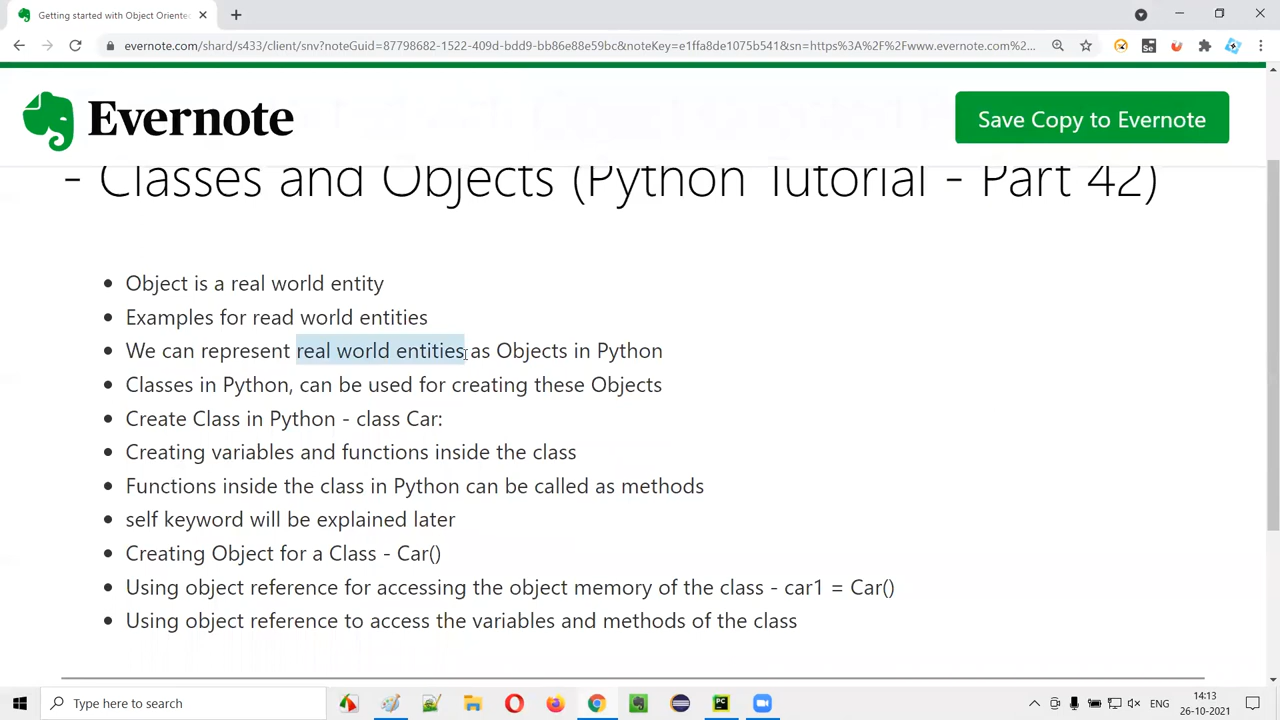 Getting started with Object Oriente
evernote.com/shard/s433/client/snv?noteGuid=87798682-1522-409d-bdd9-bb86e88e59bc&noteKey=e1ffa8de1072b541&sn=https%3A%2F%2Fwww.evernote.com%2...
Evernote
Save Copy to Evernote
- Classes and Objects (Python Tutorial - Part 42)
• Object is a real world entity
• Examples for read world entities
• We can represent real world entities as Objects in Python
• Classes in Python, can be used for creating these Objects
• Create Class in Python - class Car:
• Creating variables and functions inside the class
• Functions inside the class in Python can be called as methods
• self keyword will be explained later
• Creating Object for a Class - Car()
• Using object reference for accessing the object memory of the class - car1 = Car()
• Using object reference to access the variables and methods of the class
Type here to search
ENG
14:13
26-10-2021